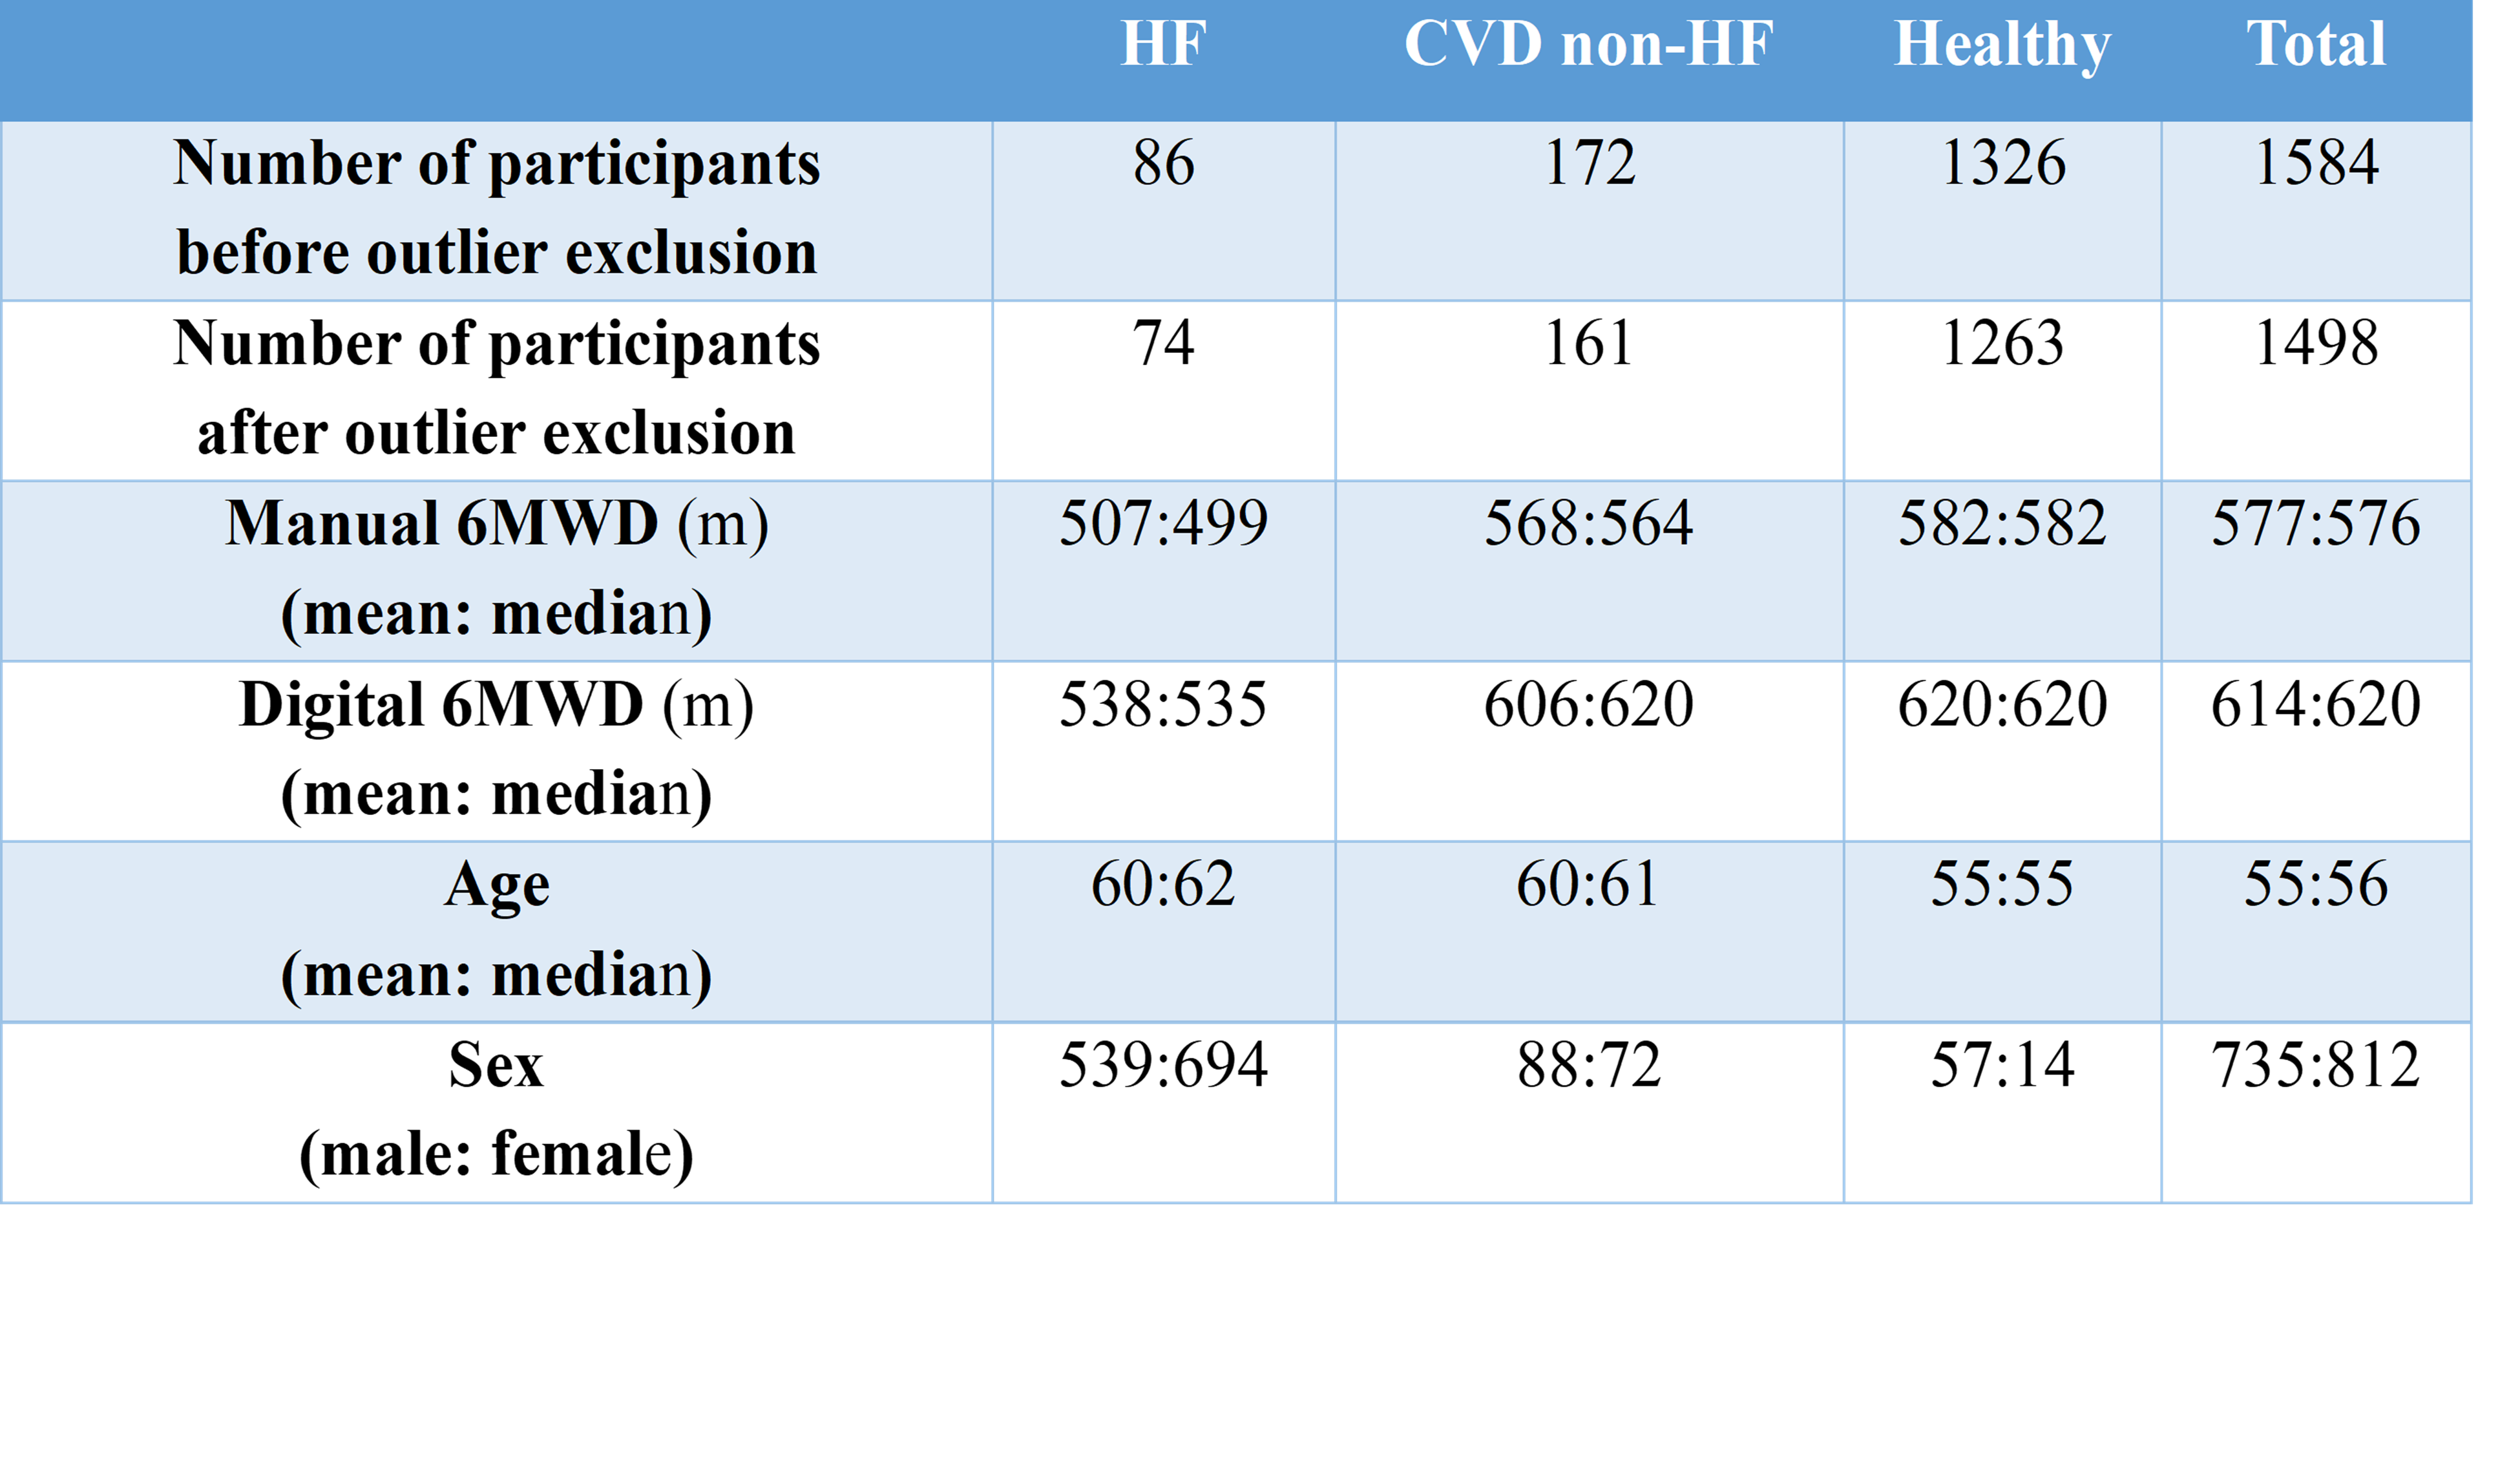 HF CVD non-HF Healthy Total
Number of participants 86 172 1326 1584
before outlier exclusion
Number of participants 74 161 1263 1498
after outlier exclusion
Manual 6MWD (m) 507:499 568:564 582:582 577:576
(mean: median)
Digital 6MWD (m) 538:535 606:620 620:620 614:620
(mean: median)
Age 60:62 60:61 55:55 55:56
(mean: median)
Sex 539:694 88:72 57:14 735:812
(male: female)